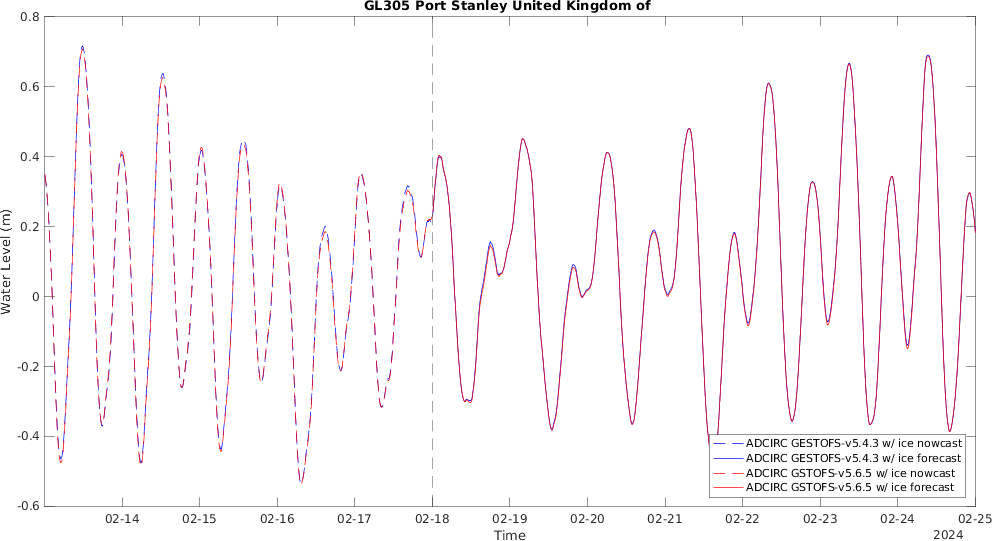 GL305 Port Stanley United Kingdom of
0.8
0.6
0.4
0.2
0
-0.2
-0.4
-0.6
Water Level (m)
02-14 02-15 02-16 02-17 02-18 02-19 02-20 02-21 02-22 02-23 02-24 02-25
Time
2024
ADCIRC GESTOFS-v5.4.3 w/ ice nowcast
ADCIRC GESTOFS-v5.4.3 w/ ice forecast
ADCIRC GSTOFS-v5.6.5 w/ ice nowcast
ADCIRC GSTOFS-v5.6.5 w/ ice forecast